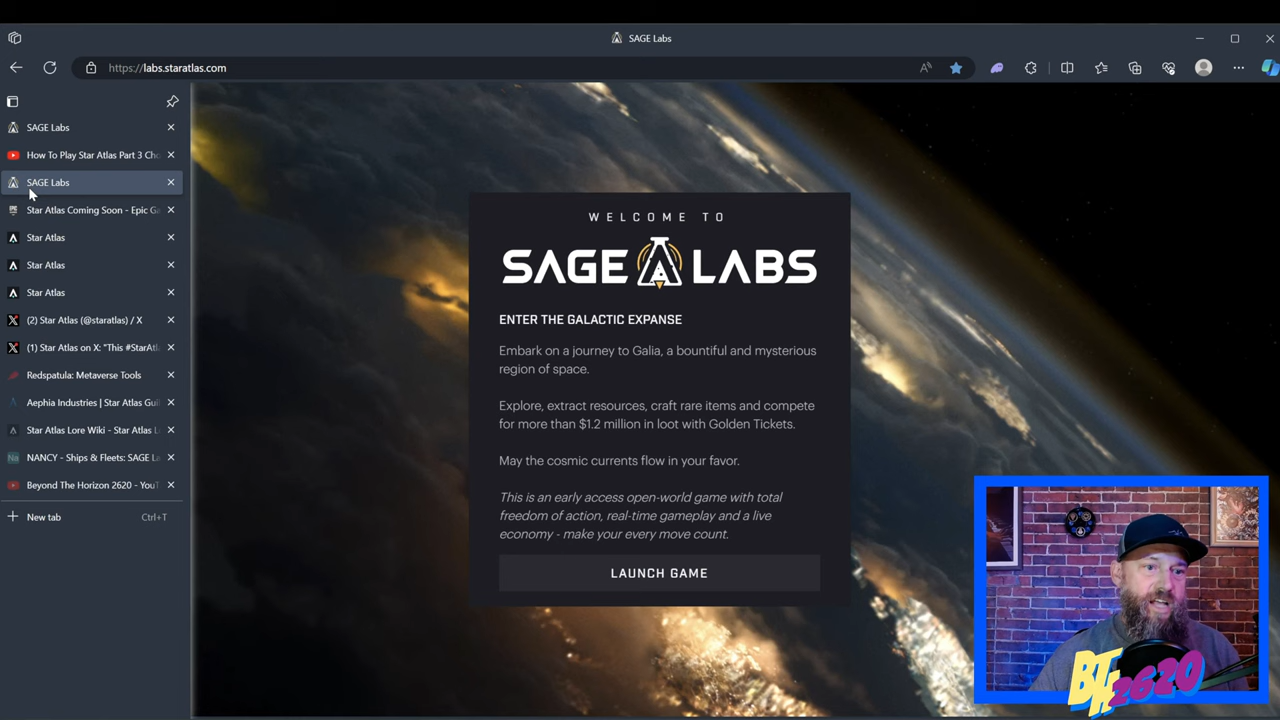 SAGE Labs
https://labs.staratlas.com
SAGE Labs
How To Play Star Atlas Part 3 Cho
SAGE Labs
Star Atlas Coming Soon - Epic Ga
Star Atlas
Star Atlas
Star Atlas
(2) Star Atlas (@staratlas) / X
(1) Star Atlas on X: "This #StarAtl
Redspatula: Metaverse Tools
Aephia Industries | Star Atlas Gui
Star Atlas Lore Wiki - Star Atlas L
NANCY - Ships & Fleets: SAGE La
Beyond The Horizon 2620 - YouT
New tab Ctrl+T
WELCOME TO
SAGE LABS
ENTER THE GALACTIC EXPANSE
Embark on a journey to Galia, a bountiful and mysterious
region of space.
Explore, extract resources, craft rare items and compete
for more than $1.2 million in loot with Golden Tickets.
May the cosmic currents flow in your favor.
This is an early access open-world game with total
freedom of action, real-time gameplay and a live
economy - make your every move count.
LAUNCH GAME
BTH2620